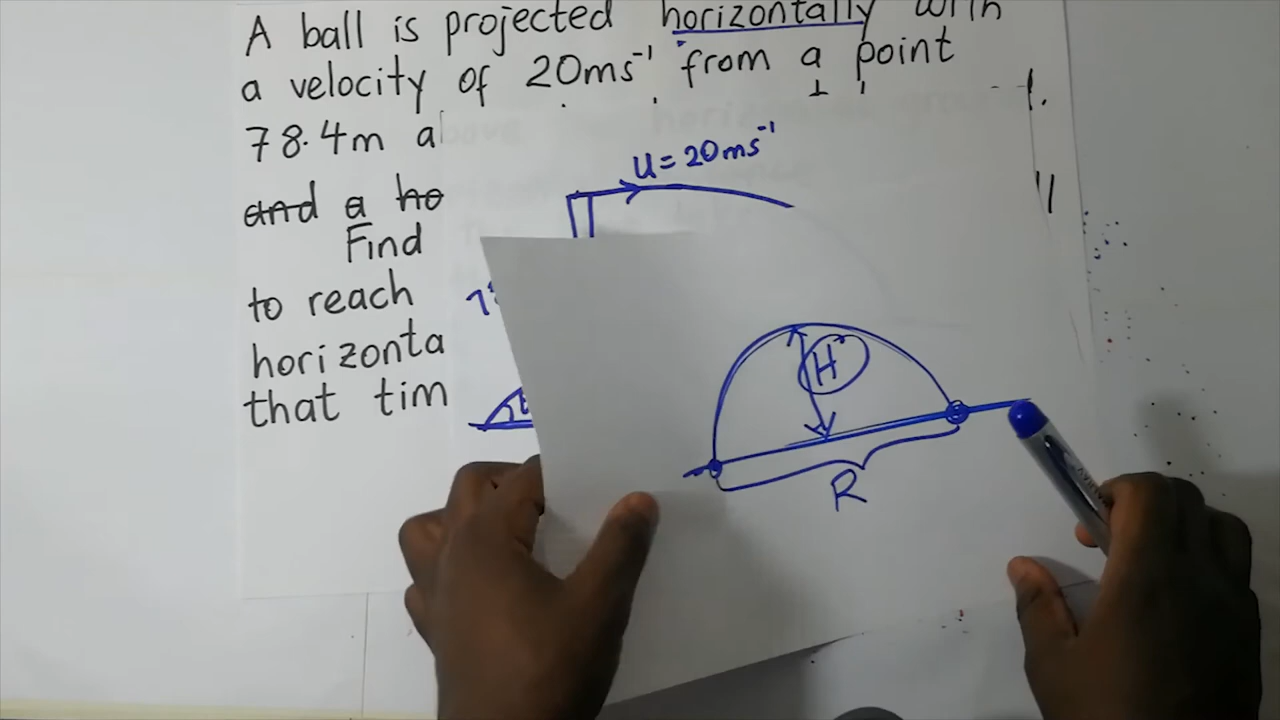 A ball is projected horizontally with
a velocity of 20ms⁻¹ from a point
78.4m
and a ho
Find
to reach
horizonta
that tim
U = 20ms⁻¹
H
R